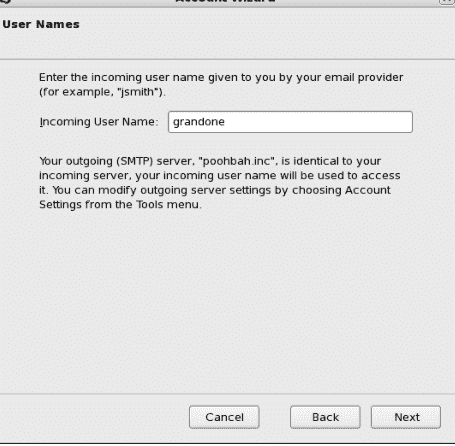 Account Wizard
User Names
Enter the incoming user name given to you by your email provider
(for example, "jsmith").
Incoming User Name: grandone
Your outgoing (SMTP) server, "poohbah.inc", is identical to your
incoming server, your incoming user name will be used to access
it. You can modify outgoing server settings by choosing Account
Settings from the Tools menu.
Cancel Back Next